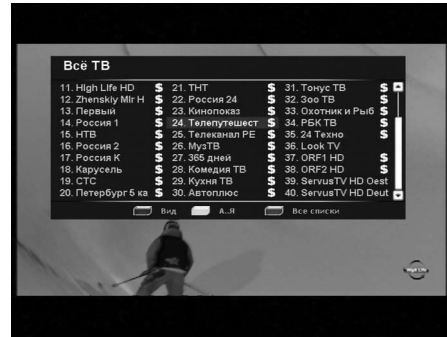 Всё ТВ
11. High Life HD $
12. Zhenskiy Mir H $
13. Первый $
14. Россия 1 $
15. НТВ $
16. Россия 2 $
17. Россия К $
18. Карусель $
19. СТС $
20. Петербург 5 ка $
21. ТНТ $
22. Россия 24 $
23. Кинопоказ $
24. Телепутешест $
25. Телеканал РЕ $
26. МузТВ $
27. 365 дней $
28. Комедия ТВ $
29. Кухня ТВ $
30. Автоплюс $
31. Тонус ТВ $
32. Зоо ТВ $
33. Охотник и Рыб $
34. РБК ТВ $
35. 24 Техно $
36. Look TV
37. ORF1 HD $
38. ORF2 HD $
39. ServusTV HD Oest
40. ServusTV HD Deut
Вид А..Я Все списки
High Life